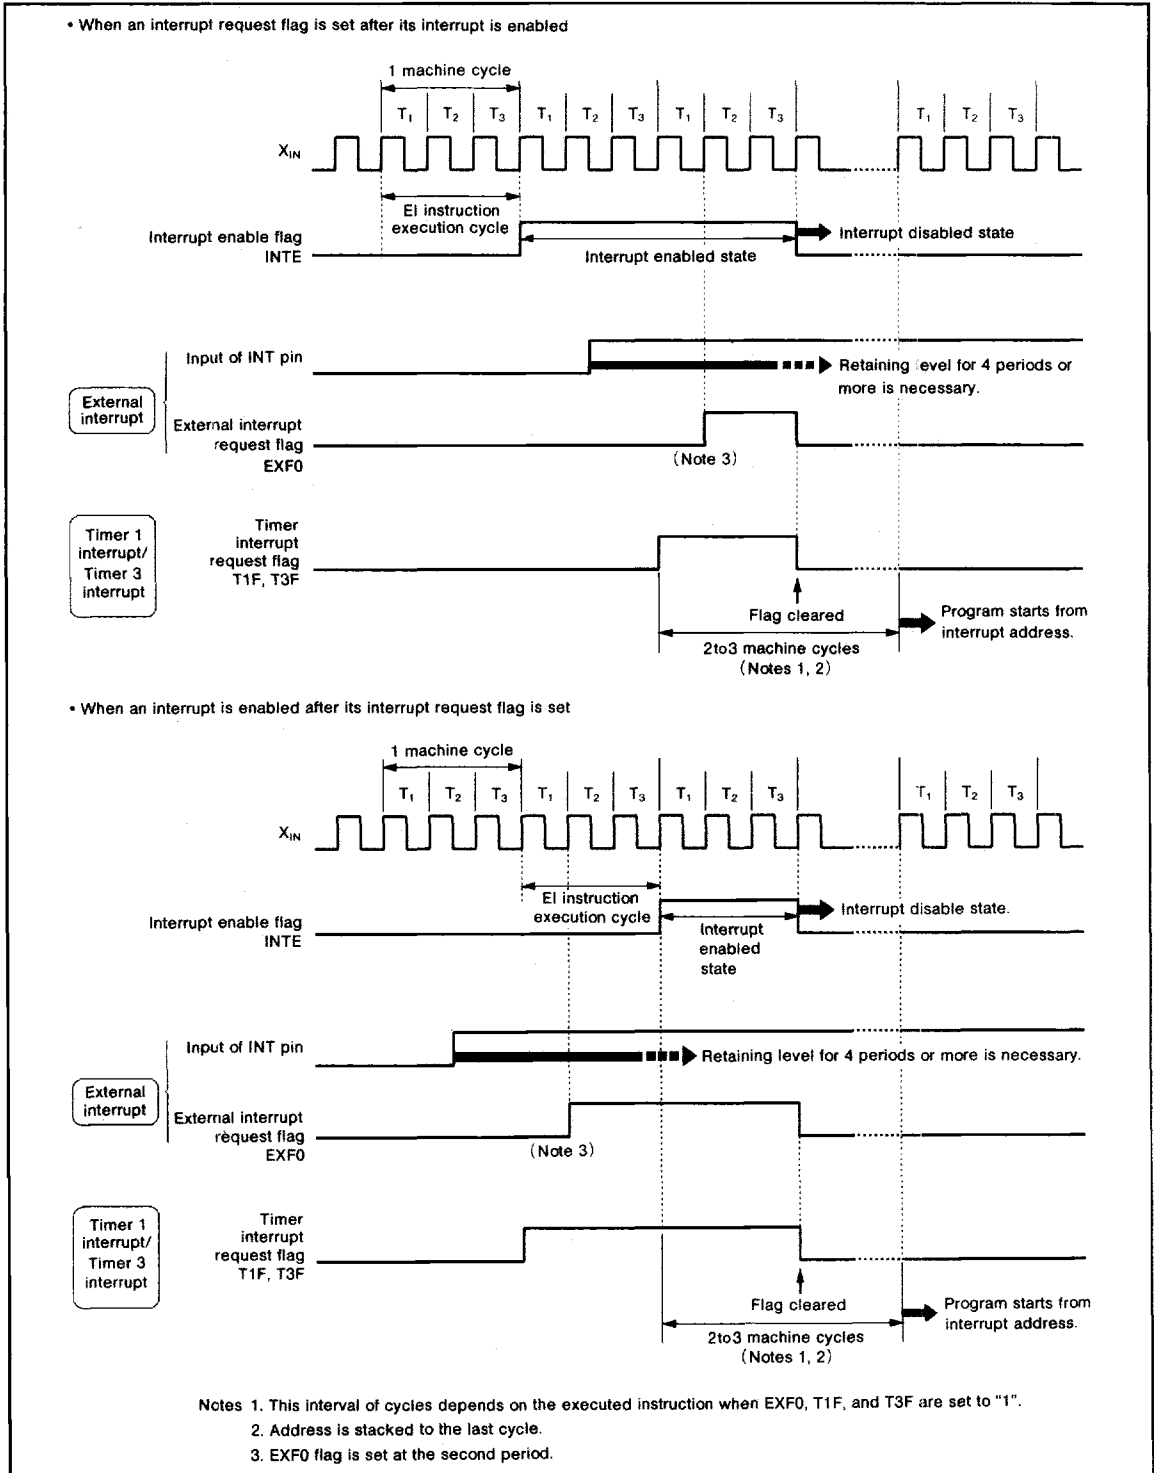 • When an interrupt request flag is set after its interrupt is enabled
1 machine cycle
T₁ T₂ T₃ T₁ T₂ T₃ T₁ T₂ T₃ T₁ T₂ T₃
XIN
EI instruction
execution cycle
Interrupt enable flag
INTE
Interrupt enabled state
Interrupt disabled state
Input of INT pin
Retaining level for 4 periods or
more is necessary.
External
interrupt
External interrupt
request flag
EXF0
(Note 3)
Timer 1
interrupt/
Timer 3
interrupt
Timer
interrupt
request flag
T1F, T3F
Flag cleared
2to3 machine cycles
(Notes 1, 2)
Program starts from
interrupt address.
• When an interrupt is enabled after its interrupt request flag is set
1 machine cycle
T₁ T₂ T₃ T₁ T₂ T₃ T₁ T₂ T₃ T₁ T₂ T₃
XIN
EI instruction
execution cycle
Interrupt enable flag
INTE
Interrupt
enabled
state
Interrupt disable state.
Input of INT pin
Retaining level for 4 periods or more is necessary.
External
interrupt
External interrupt
request flag
EXF0
(Note 3)
Timer 1
interrupt/
Timer 3
interrupt
Timer
interrupt
request flag
T1F, T3F
Flag cleared
2to3 machine cycles
(Notes 1, 2)
Program starts from
interrupt address.
Notes 1. This interval of cycles depends on the executed instruction when EXF0, T1F, and T3F are set to “1”.
2. Address is stacked to the last cycle.
3. EXF0 flag is set at the second period.